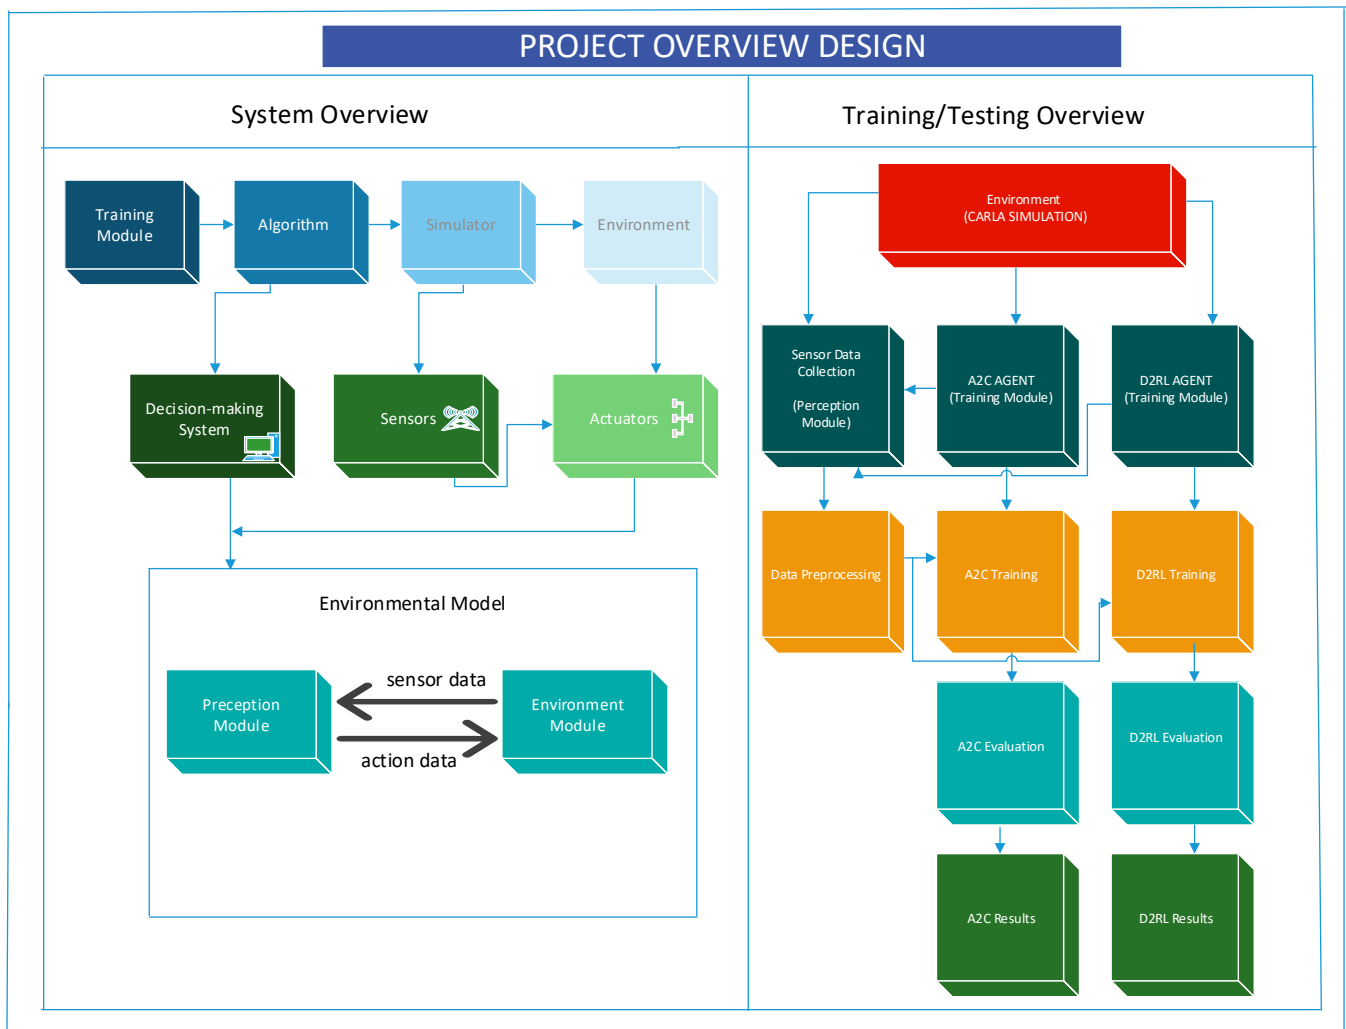 PROJECT OVERVIEW DESIGN
System Overview
Training
Module
Algorithm
Simulator
Environment
Decision-making
System
Sensors
Actuators
Environmental Model
Preception
Module
sensor data
action data
Environment
Module
Training/Testing Overview
Environment
(CARLA SIMULATION)
Sensor Data
Collection
(Perception
Module)
A2C AGENT
(Training Module)
D2RL AGENT
(Training Module)
Data Preprocessing
A2C Training
D2RL Training
A2C Evaluation
D2RL Evaluation
A2C Results
D2RL Results